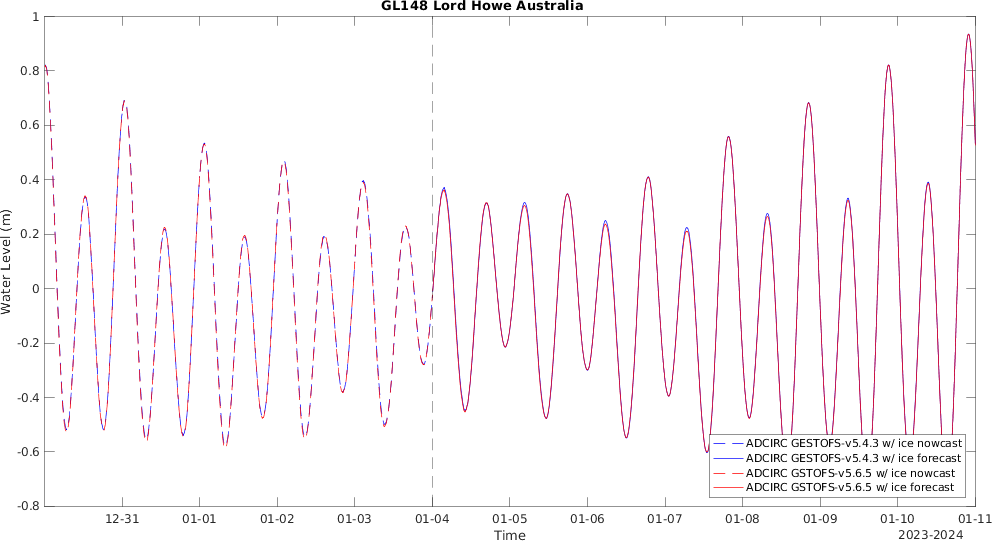 GL148 Lord Howe Australia
1
0.8
0.6
0.4
0.2
0
-0.2
-0.4
-0.6
-0.8
Water Level (m)
ADCIRC GESTOFS-v5.4.3 w/ ice nowcast
ADCIRC GESTOFS-v5.4.3 w/ ice forecast
ADCIRC GSTOFS-v5.6.5 w/ ice nowcast
ADCIRC GSTOFS-v5.6.5 w/ ice forecast
12-31 01-01 01-02 01-03 01-04 01-05 01-06 01-07 01-08 01-09 01-10 01-11
Time
2023-2024